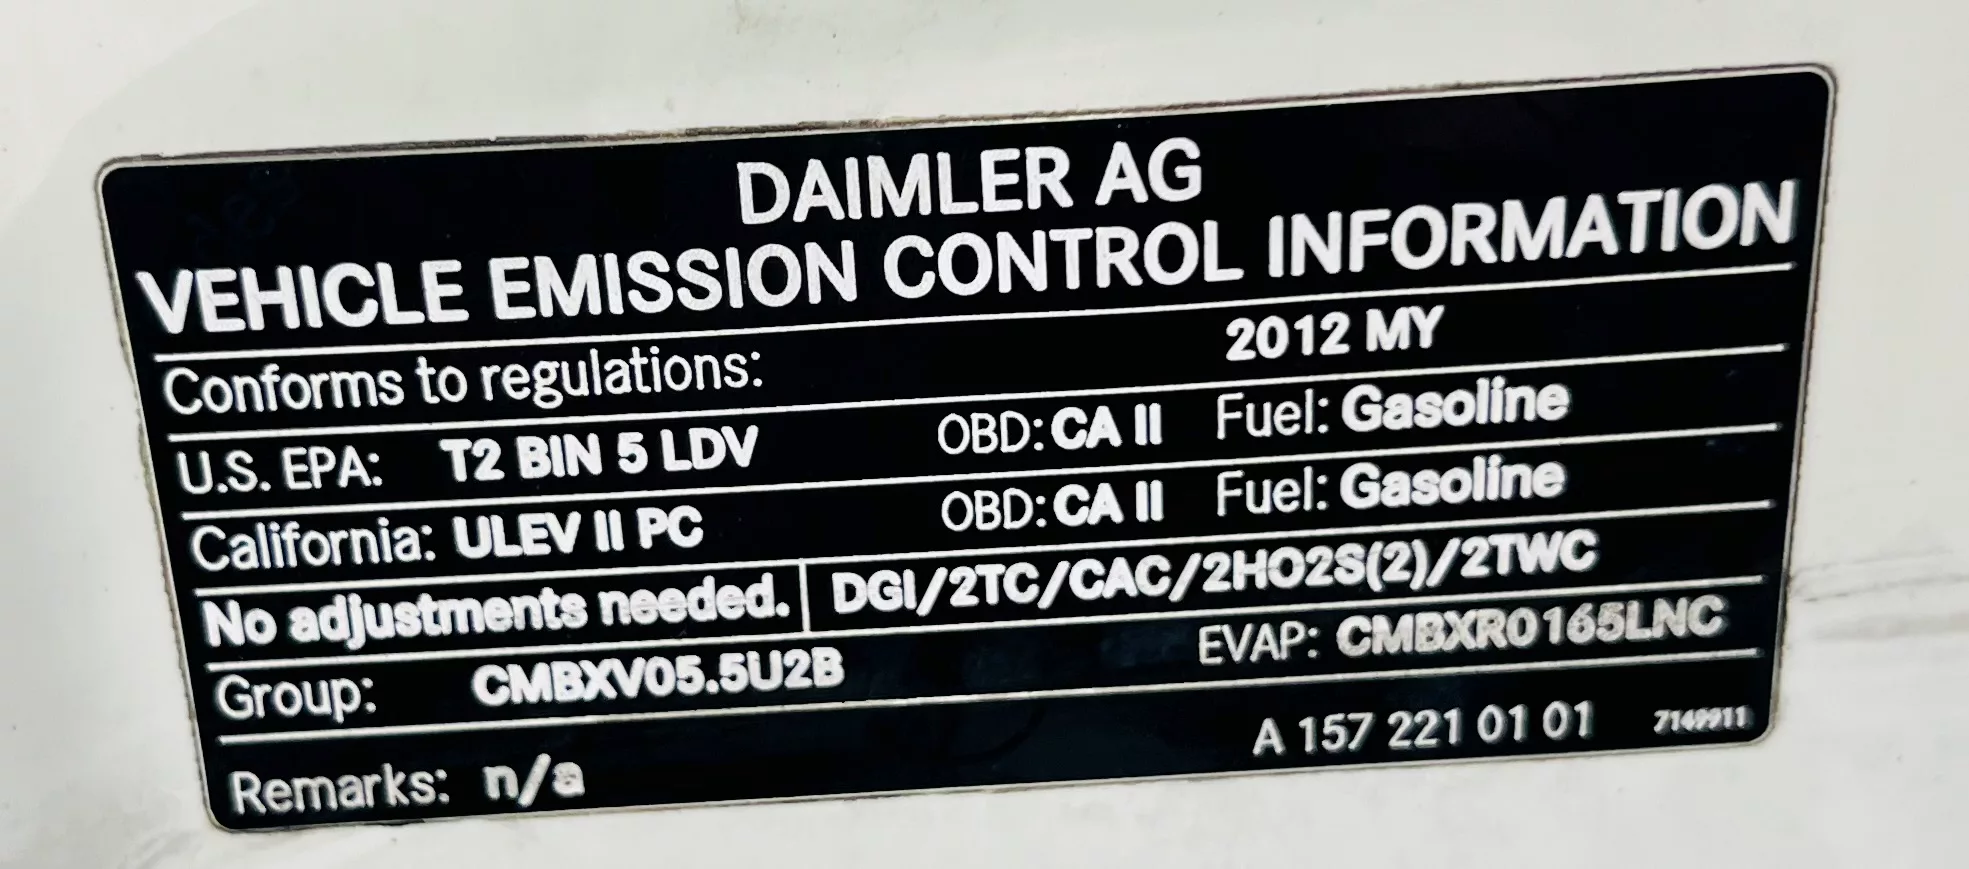 DAIMLER AG
VEHICLE EMISSION CONTROL INFORMATION
Conforms to regulations: 2012 MY
U.S. EPA: T2 BIN 5 LDV OBD: CA II Fuel: Gasoline
California: ULEV II PC OBD: CA II Fuel: Gasoline
No adjustments needed. DGI/2TC/CAC/2HO2S(2)/2TWC
Group: CMBXV05.5U2B EVAP: CMBXR0165LNC
Remarks: n/a A 157 221 01 01 7149911